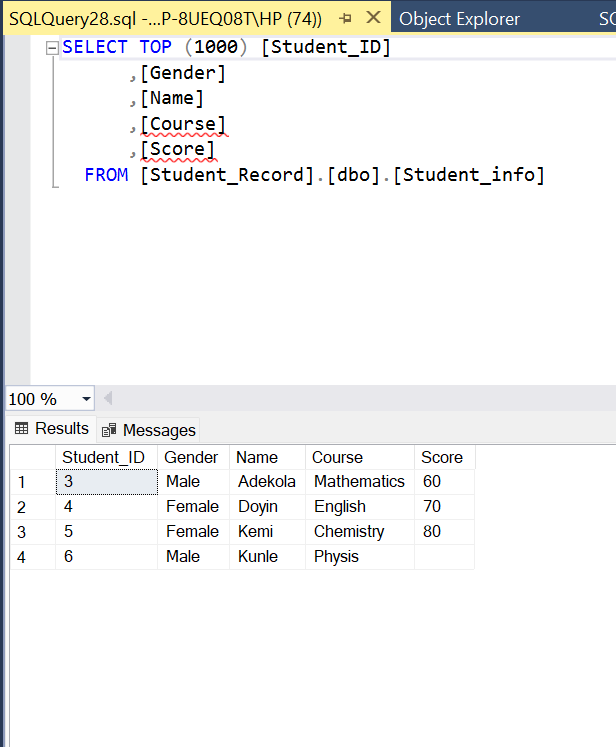 SQLQuery28.sql -...P-8UEQ08T\HP (74)) Object Explorer SC
SELECT TOP (1000) [Student_ID]
,[Gender]
,[Name]
,[Course]
,[Score]
FROM [Student_Record].[dbo].[Student_info]
100 %
Results Messages
Student_ID Gender Name Course Score
1 3 Male Adekola Mathematics 60
2 4 Female Doyin English 70
3 5 Female Kemi Chemistry 80
4 6 Male Kunle Physis